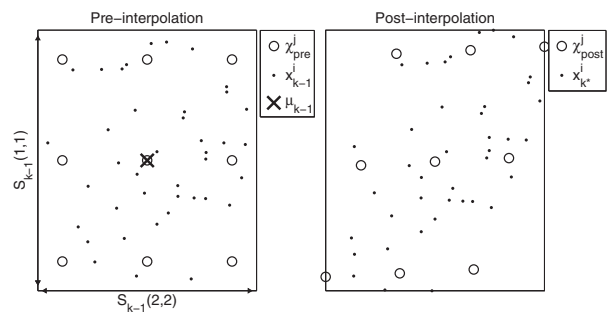 Pre–interpolation
χ^j_pre
x^i_k−1
μ_k−1
S_k−1(1,1)
S_k−1(2,2)
Post–interpolation
χ^j_post
x^i_k*